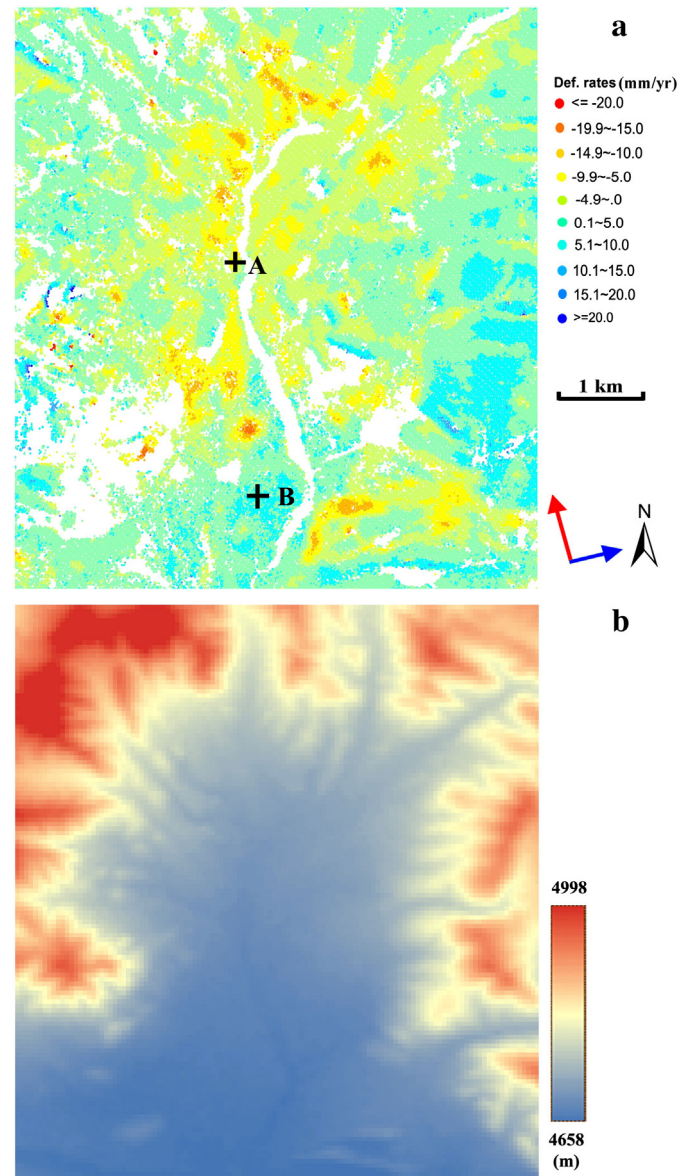 a
Def. rates (mm/yr)
<= -20.0
-19.9~-15.0
-14.9~-10.0
-9.9~-5.0
-4.9~.0
0.1~5.0
5.1~10.0
10.1~15.0
15.1~20.0
>=20.0
A
1 km
B
N
b
4998
4658
(m)